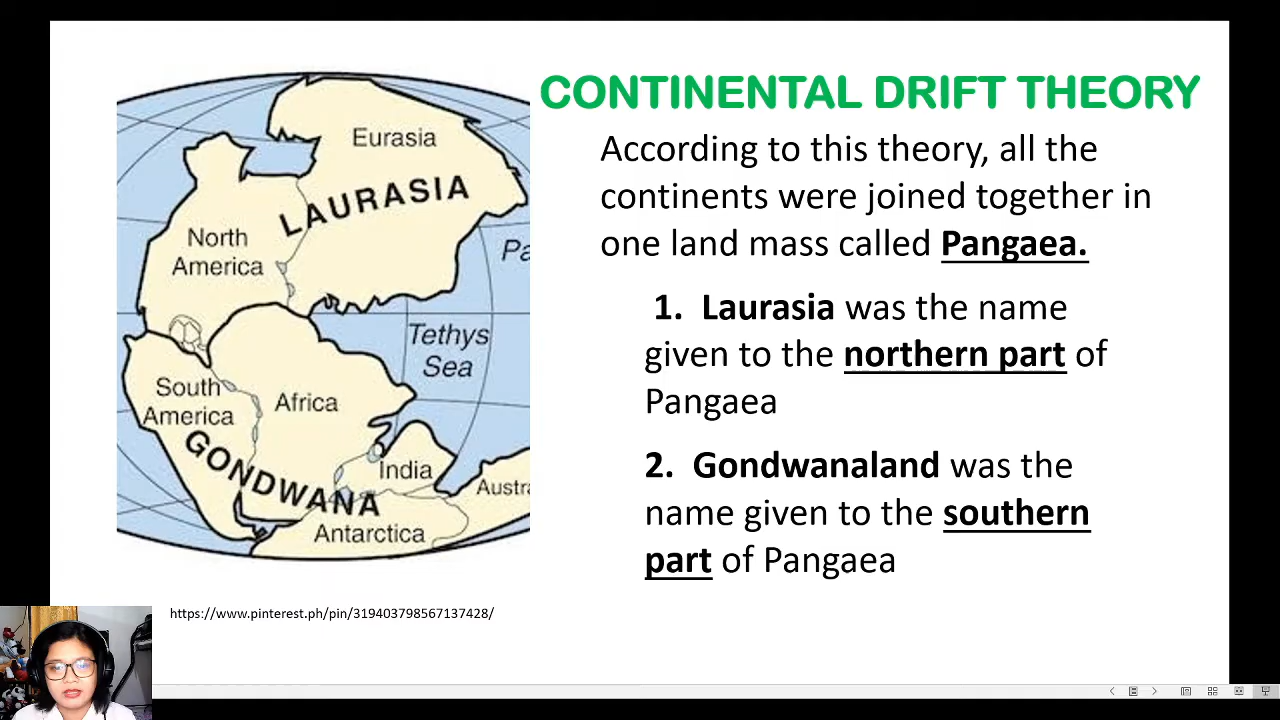 CONTINENTAL DRIFT THEORY
According to this theory, all the
continents were joined together in
one land mass called Pangaea.
1. Laurasia was the name
given to the northern part of
Pangaea
2. Gondwanaland was the
name given to the southern
part of Pangaea
Eurasia
LAURASIA
North
America
Pa
Tethys
Sea
South
America
Africa
GONDWANA
India
Austra
Antarctica
https://www.pinterest.ph/pin/319403798567137428/